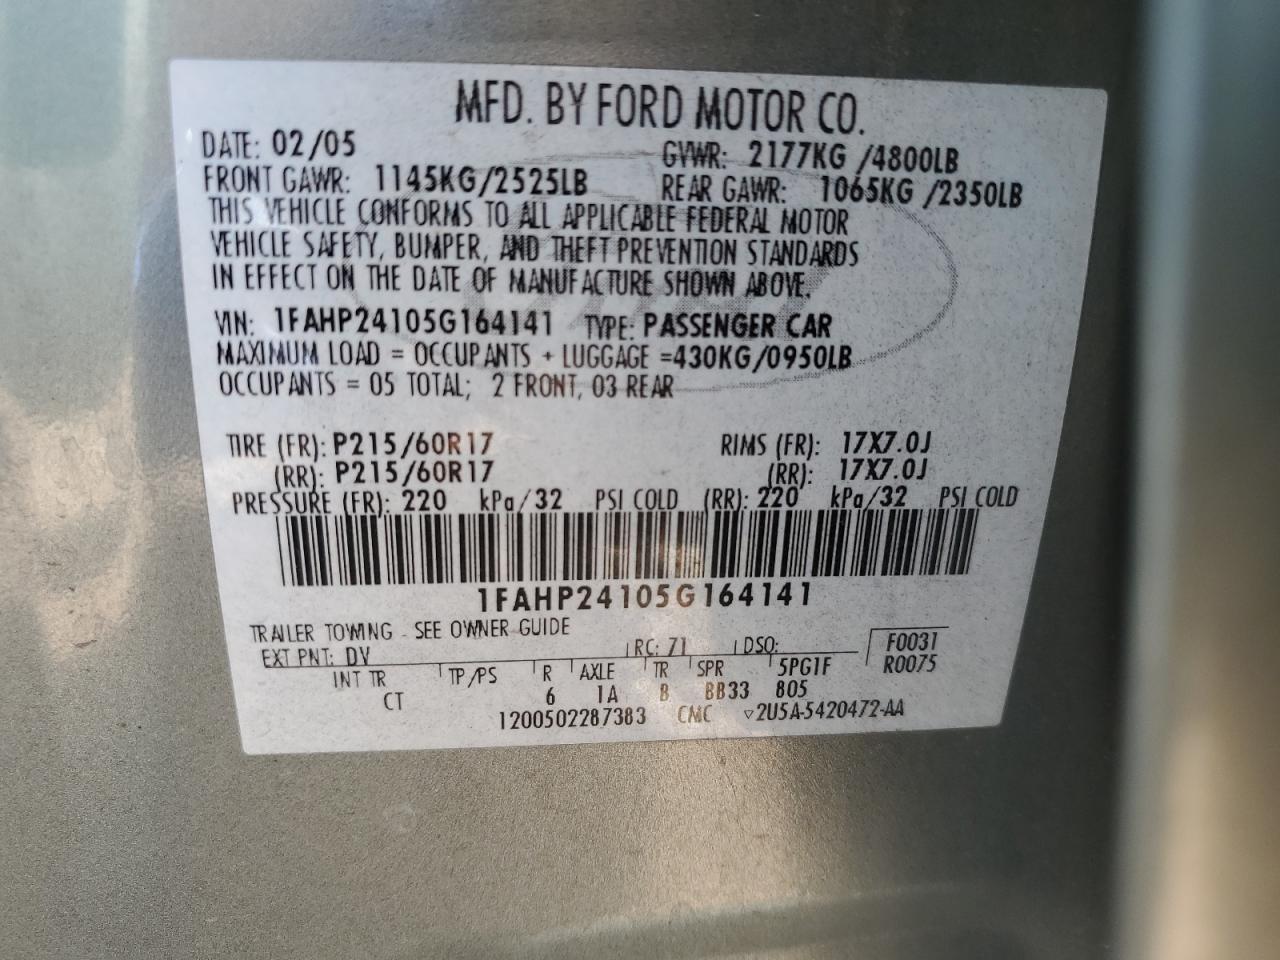 MFD. BY FORD MOTOR CO.
DATE: 02/05 GVWR: 2177KG /4800LB
FRONT GAWR: 1145KG/2525LB REAR GAWR: 1065KG /2350LB
THIS VEHICLE CONFORMS TO ALL APPLICABLE FEDERAL MOTOR
VEHICLE SAFETY, BUMPER, AND THEFT PREVENTION STANDARDS
IN EFFECT ON THE DATE OF MANUFACTURE SHOWN ABOVE.
VIN: 1FAHP24105G164141 TYPE: PASSENGER CAR
MAXIMUM LOAD = OCCUPANTS + LUGGAGE =430KG/0950LB
OCCUPANTS = 05 TOTAL; 2 FRONT, 03 REAR
TIRE (FR): P215/60R17 RIMS (FR): 17X7.0J
(RR): P215/60R17 (RR): 17X7.0J
PRESSURE (FR): 220 kPa/32 PSI COLD (RR): 220 kPa/32 PSI COLD
1FAHP24105G164141
TRAILER TOWING - SEE OWNER GUIDE
EXT PNT: DV RC: 71 DSO: F0031
INT TR TP/PS R AXLE TR SPR 5PG1F R0075
CT 6 1A B BB33 805
1200502287383 CMC ▿2U5A-5420472-AA